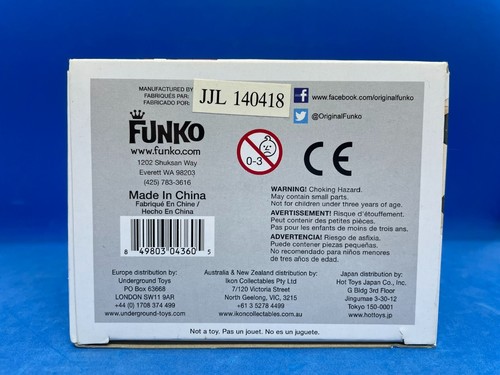 MANUFACTURED BY
FABRIQUÉS PAR:
FABRICADO POR:
JJL 140418
www.facebook.com/originalfunko
@OriginalFunko
FUNKO
www.funko.com
1202 Shuksan Way
Everett WA 98203
(425) 783-3616
Made In China
Fabriqué En Chine /
Hecho En China
0-3
CE
WARNING! Choking Hazard.
May contain small parts.
Not for children under three years of age.
AVERTISSEMENT! Risque d'étouffement.
Peut contenir des petites pièces.
Pas pour les enfants de moins de trois ans.
ADVERTENCIA! Riesgo de asfixia.
Puede contener piezas pequeñas.
No recomendado para niños menores
de tres años de edad.
8 49803 04360 5
Europe distribution by:
Underground Toys
PO Box 63668
LONDON SW11 9AR
+44 (0) 1708 374 499
www.underground-toys.com
Australia & New Zealand distribution by:
Ikon Collectables Pty Ltd
7/120 Victoria Street
North Geelong, VIC, 3215
+61 3 5278 4499
www.ikoncollectables.com.au
Japan distribution by:
Hot Toys Japan Co., Inc.
G Bldg 3rd Floor
Jingumae 3-30-12
Tokyo 150-0001
www.hottoys.jp
Not a toy. Pas un jouet. No es un juguete.